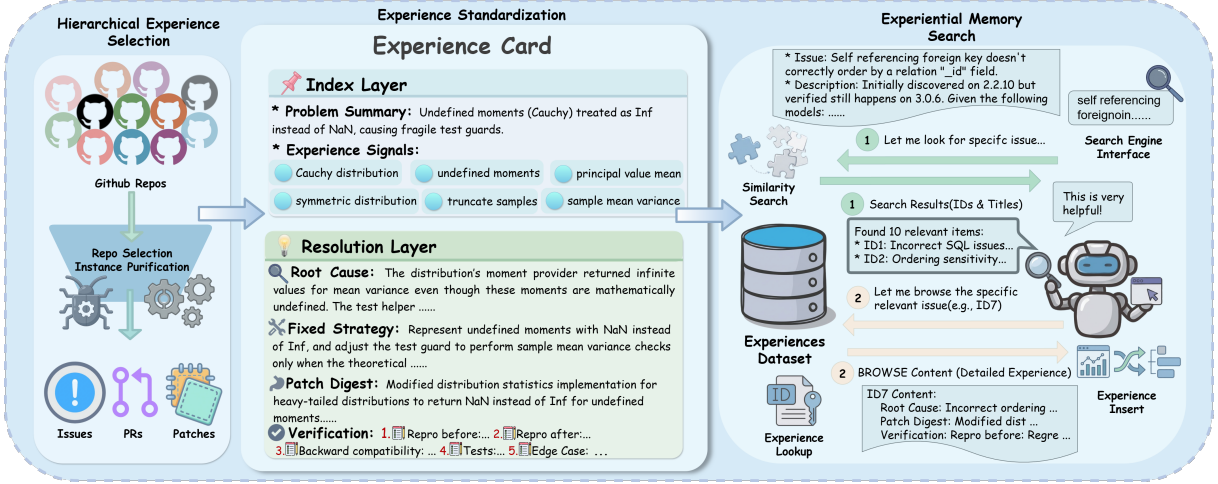 Hierarchical Experience
Selection
Github Repos
Repo Selection
Instance Purification
Issues
PRs
Patches
Experience Standardization
Experience Card
Index Layer
* Problem Summary: Undefined moments (Cauchy) treated as Inf
instead of NaN, causing fragile test guards.
* Experience Signals:
Cauchy distribution
undefined moments
principal value mean
symmetric distribution
truncate samples
sample mean variance
Resolution Layer
Root Cause: The distribution's moment provider returned infinite
values for mean variance even though these moments are mathematically
undefined. The test helper ......
Fixed Strategy: Represent undefined moments with NaN instead
of Inf, and adjust the test guard to perform sample mean variance checks
only when the theoretical ......
Patch Digest: Modified distribution statistics implementation for
heavy-tailed distributions to return NaN instead of Inf for undefined
moments......
Verification: 1. Repro before:... 2. Repro after:...
3. Backward compatibility: ... 4. Tests:... 5. Edge Case: ...
Experiential Memory
Search
* Issue: Self referencing foreign key doesn't
correctly order by a relation "_id" field.
* Description: Initially discovered on 2.2.10 but
verified still happens on 3.0.6. Given the following
models: ......
self referencing
foreignoin......
Search Engine
Interface
1 Let me look for specifc issue...
Similarity
Search
1 Search Results(IDs & Titles)
This is very
helpful!
Found 10 relevant items:
* ID1: Incorrect SQL issues...
* ID2: Ordering sensitivity...
2 Let me browse the specific
relevant issue(e.g., ID7)
Experiences
Dataset
2 BROWSE Content (Detailed Experience)
ID
Experience
Lookup
ID7 Content:
Root Cause: Incorrect ordering ...
Patch Digest: Modified dist ...
Verification: Repro before: Regre ...
Experience
Insert